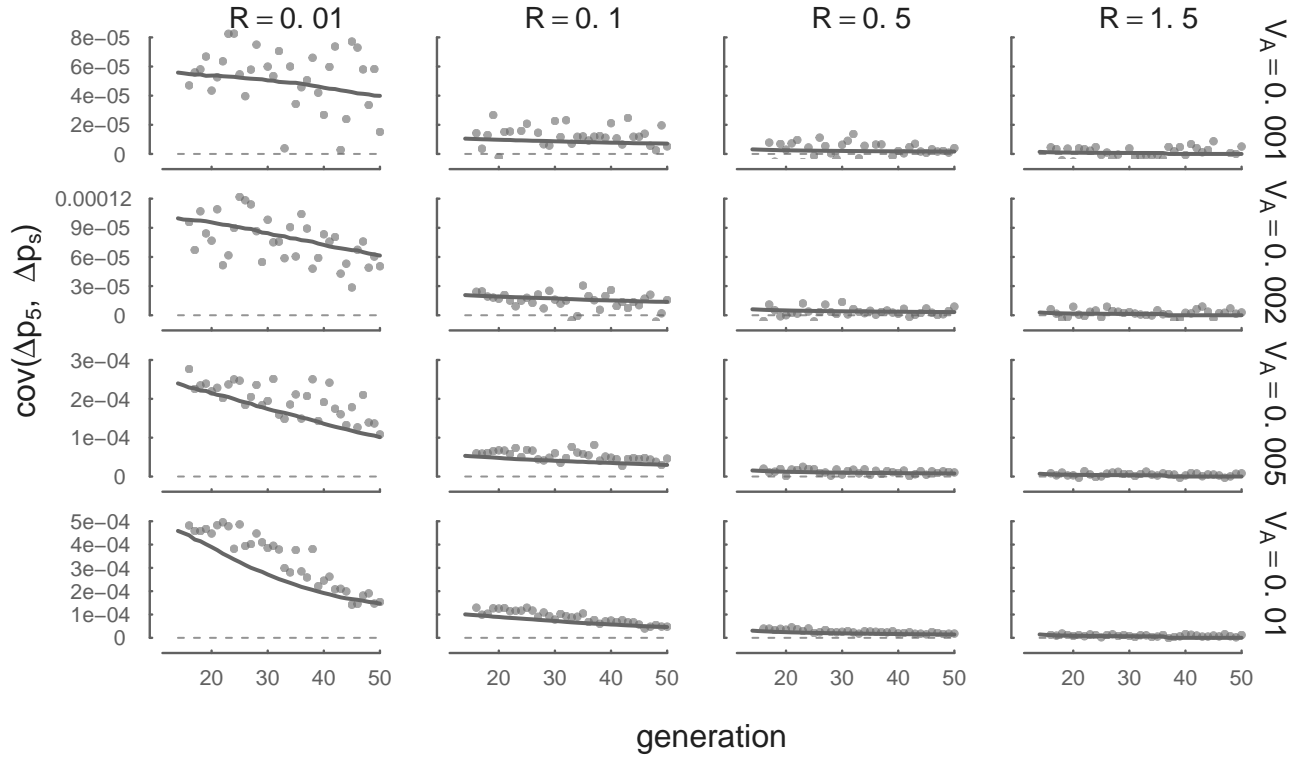 R = 0. 01 R = 0. 1 R = 0. 5 R = 1. 5
8e−05
6e−05
4e−05
2e−05
0
V_A = 0. 001
0.00012
9e−05
6e−05
3e−05
0
V_A = 0. 002
cov(Δp₅, Δpₛ)
3e−04
2e−04
1e−04
0
V_A = 0. 005
5e−04
4e−04
3e−04
2e−04
1e−04
0
V_A = 0. 01
20 30 40 50 20 30 40 50 20 30 40 50 20 30 40 50
generation